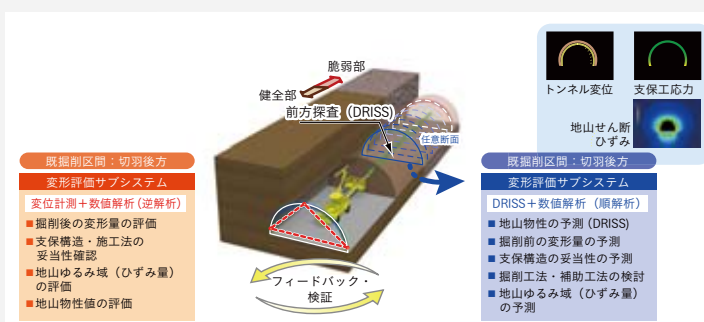 脆弱部
健全部
前方探査（DRISS）
任意断面
トンネル変位
支保工応力
地山せん断
ひずみ
既掘削区間：切羽後方
変形評価サブシステム
変位計測＋数値解析(逆解析)
■掘削後の変形量の評価
■支保構造・施工法の
妥当性確認
■地山ゆるみ域（ひずみ量）
の評価
■地山物性値の評価
フィードバック・
検証
既掘削区間：切羽後方
変形評価サブシステム
DRISS＋数値解析（順解析）
■地山物性の予測(DRISS)
■掘削前の変形量の予測
■支保構造の妥当性の予測
■掘削工法・補助工法の検討
■地山ゆるみ域（ひずみ量）
の予測